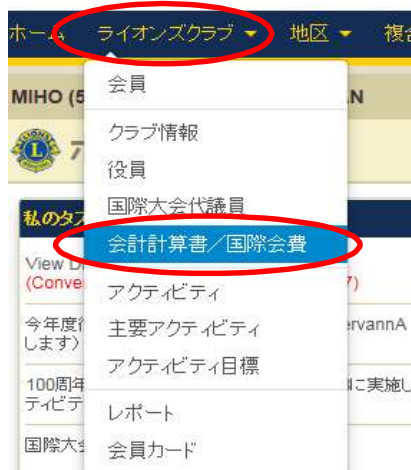 ホーム ライオンズクラブ 地区 複合
MIHO (5
会員
クラブ情報
役員
国際大会代議員
会計計算書／国際会費
アクティビティ
主要アクティビティ
アクティビティ目標
レポート
会員カード
ア
私のタス
View Di
(Conve
7)
今年度行
ervannA
します）
100周年
に実施し
ティビテ
国際大会